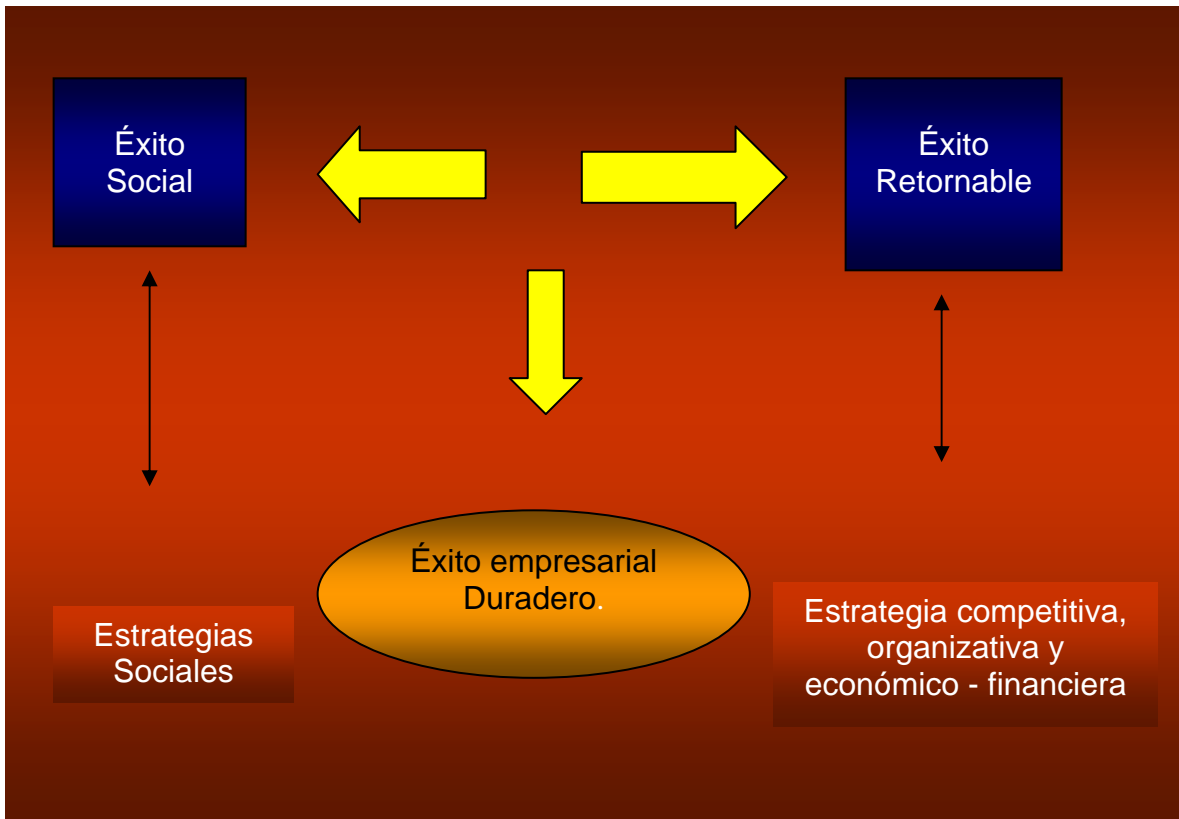 Éxito
Social
Éxito
Retornable
Éxito empresarial
Duradero.
Estrategias
Sociales
Estrategia competitiva,
organizativa y
económico - financiera